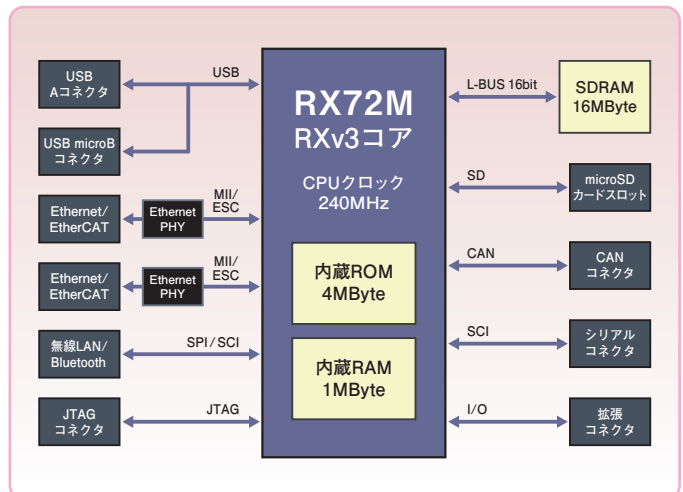 USB
Aコネクタ
USB
USB microB
コネクタ
Ethernet/
EtherCAT
Ethernet
PHY
MII/
ESC
Ethernet/
EtherCAT
Ethernet
PHY
MII/
ESC
無線LAN/
Bluetooth
SPI/SCI
JTAG
コネクタ
JTAG
RX72M
RXv3コア
CPUクロック
240MHz
内蔵ROM
4MByte
内蔵RAM
1MByte
L-BUS 16bit
SDRAM
16MByte
SD
microSD
カードスロット
CAN
CAN
コネクタ
SCI
シリアル
コネクタ
I/O
拡張
コネクタ